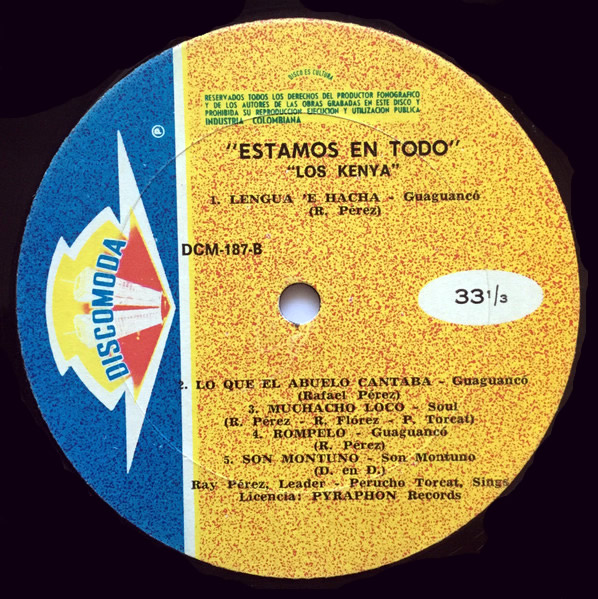 DISCO ES CULTURA
RESERVADOS TODOS LOS DERECHOS DEL PRODUCTOR FONOGRAFICO
Y DE LOS AUTORES DE LAS OBRAS GRABADAS EN ESTE DISCO Y
PROHIBIDA SU REPRODUCCION, EJECUCION Y UTILIZACION PUBLICA
INDUSTRIA COLOMBIANA
"ESTAMOS EN TODO"
"LOS KENYA"
1. LENGUA 'E HACHA - Guaguancó
(R. Pérez)
DCM-187-B
33 1/3
DISCOMODA
℗
2. LO QUE EL ABUELO CANTABA - Guaguancó
(Rafael Pérez)
3. MUCHACHO LOCO - Soul
(R. Pérez - R. Flórez - P. Torcat)
4. ROMPELO - Guaguancó
(R. Pérez)
5. SON MONTUNO - Son Montuno
(D. en D.)
Ray Pérez, Leader - Perucho Torcat, Sings
Licencia: PYRAPHON Records